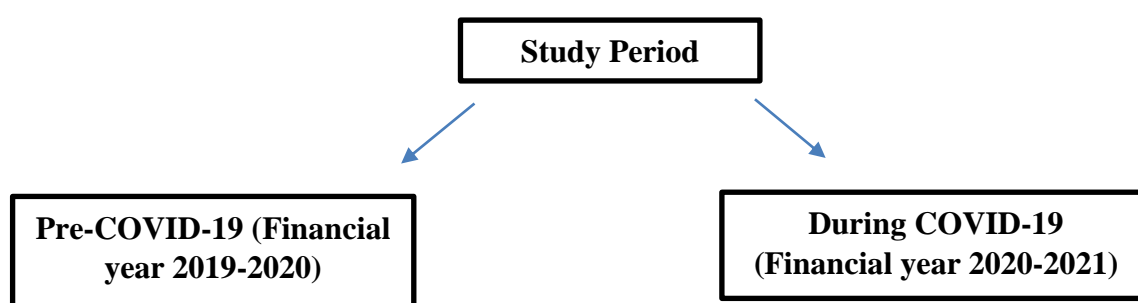 Study Period
Pre-COVID-19 (Financial
year 2019-2020)
During COVID-19
(Financial year 2020-2021)